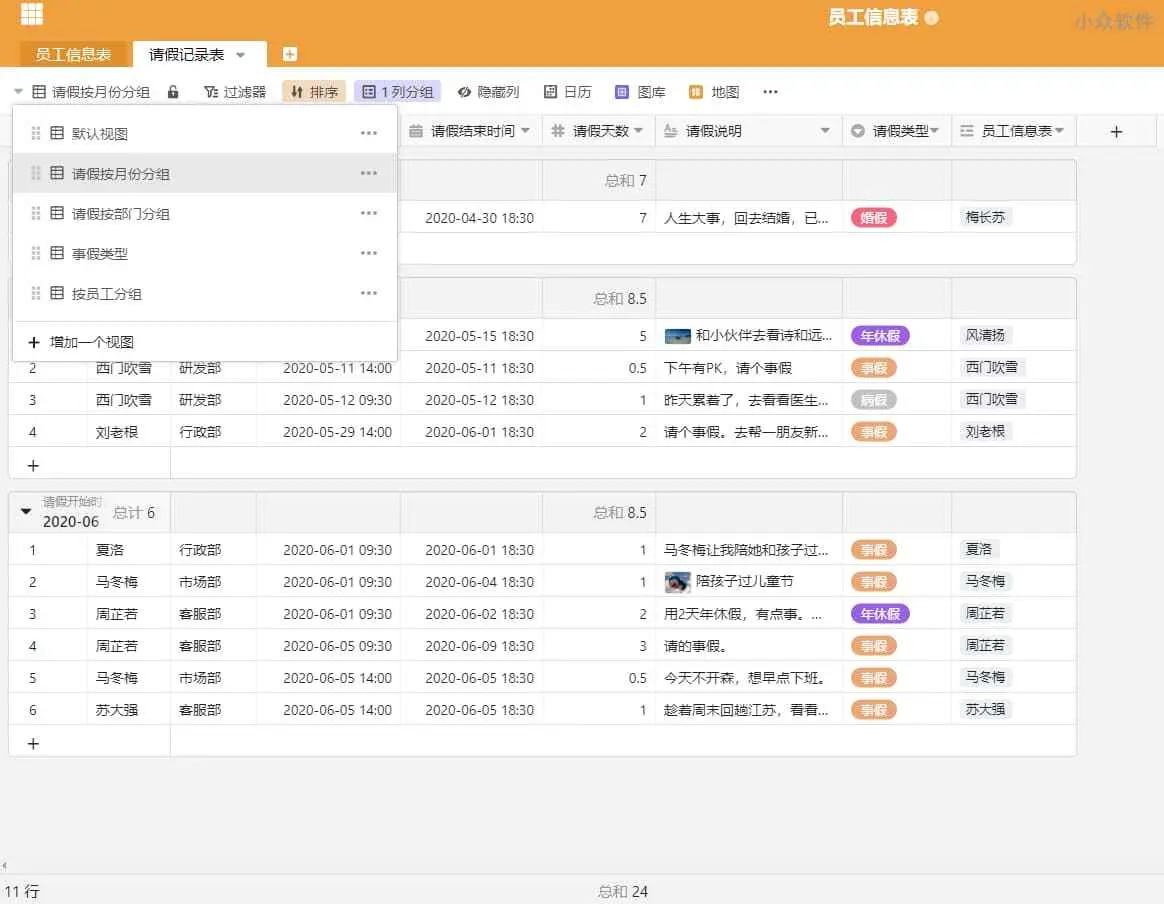 员工信息表
小众软件
员工信息表 请假记录表
请假按月份分组 过滤器 排序 1 列分组 隐藏列 日历 图库 地图
默认视图
请假按月份分组
请假按部门分组
事假类型
按员工分组
增加一个视图
请假结束时间 请假天数 请假说明 请假类型 员工信息表
总和 7
2020-04-30 18:30 7 人生大事，回去结婚，已... 婚假 梅长苏
总和 8.5
2020-05-15 18:30 5 和小伙伴去看诗和远... 年休假 风清扬
2 西门吹雪 研发部 2020-05-11 14:00 2020-05-11 18:30 0.5 下午有PK，请个事假 事假 西门吹雪
3 西门吹雪 研发部 2020-05-12 09:30 2020-05-12 18:30 1 昨天累着了，去看看医生... 病假 西门吹雪
4 刘老根 行政部 2020-05-29 14:00 2020-06-01 18:30 2 请个事假。去帮一朋友新... 事假 刘老根
请假开始时
2020-06 总计 6 总和 8.5
1 夏洛 行政部 2020-06-01 09:30 2020-06-01 18:30 1 马冬梅让我陪她和孩子过... 事假 夏洛
2 马冬梅 市场部 2020-06-01 09:30 2020-06-04 18:30 1 陪孩子过儿童节 事假 马冬梅
3 周芷若 客服部 2020-06-01 09:30 2020-06-02 18:30 2 用2天年休假，有点事。... 年休假 周芷若
4 周芷若 客服部 2020-06-05 09:30 2020-06-09 18:30 3 请的事假。 事假 周芷若
5 马冬梅 市场部 2020-06-05 14:00 2020-06-05 18:30 0.5 今天不开森，想早点下班。 事假 马冬梅
6 苏大强 客服部 2020-06-05 14:00 2020-06-05 18:30 1 趁着周末回趟江苏，看看... 事假 苏大强
11 行 总和 24